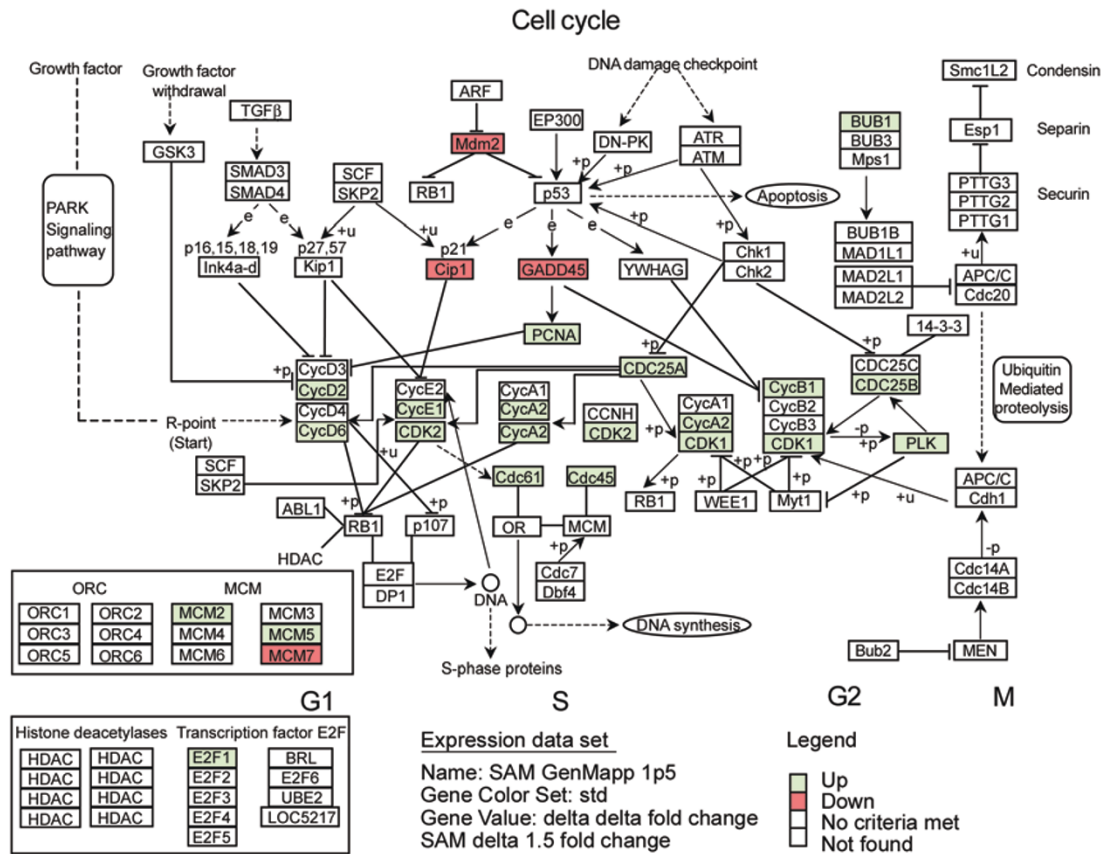 Cell cycle
Growth factor
Growth factor
withdrawal
DNA damage checkpoint
Smc1L2
Condensin
ARF
TGFβ
EP300
DN-PK
ATR
ATM
BUB1
BUB3
Mps1
Esp1
Separin
GSK3
Mdm2
+p
SMAD3
SMAD4
SCF
SKP2
RB1
p53
+p
Apoptosis
PTTG3
PTTG2
PTTG1
Securin
PARK
Signaling
pathway
e
e
+u
e
e
e
+p
+p
BUB1B
MAD1L1
+u
p16,15,18,19
Ink4a-d
p27,57
Kip1
p21
Cip1
GADD45
YWHAG
Chk1
Chk2
MAD2L1
MAD2L2
APC/C
Cdc20
PCNA
+p
+p
14-3-3
+p
CycD3
CycD2
CycD4
CycD6
CycE2
CycE1
CDK2
CycA1
CycA2
CycA2
CDC25A
CCNH
CDK2
CycA1
CycA2
CDK1
CycB1
CycB2
CycB3
CDK1
CDC25C
CDC25B
Ubiquitin
Mediated
proteolysis
R-point
(Start)
+p
-p
+p
PLK
SCF
SKP2
+u
Cdc61
Cdc45
+p
+p
+p
+p
+p
+p
+u
APC/C
Cdh1
ABL1
+p
+p
RB1
p107
OR
MCM
RB1
WEE1
Myt1
HDAC
+p
-p
E2F
DP1
DNA
Cdc7
Dbf4
Cdc14A
Cdc14B
DNA synthesis
S-phase proteins
Bub2
MEN
ORC
MCM
ORC1
ORC2
MCM2
MCM3
ORC3
ORC4
MCM4
MCM5
ORC5
ORC6
MCM6
MCM7
G1
S
G2
M
Histone deacetylases
Transcription factor E2F
HDAC
HDAC
E2F1
BRL
HDAC
HDAC
E2F2
E2F6
HDAC
HDAC
E2F3
UBE2
HDAC
HDAC
E2F4
LOC5217
E2F5
Expression data set
Name: SAM GenMapp 1p5
Gene Color Set: std
Gene Value: delta delta fold change
SAM delta 1.5 fold change
Legend
Up
Down
No criteria met
Not found